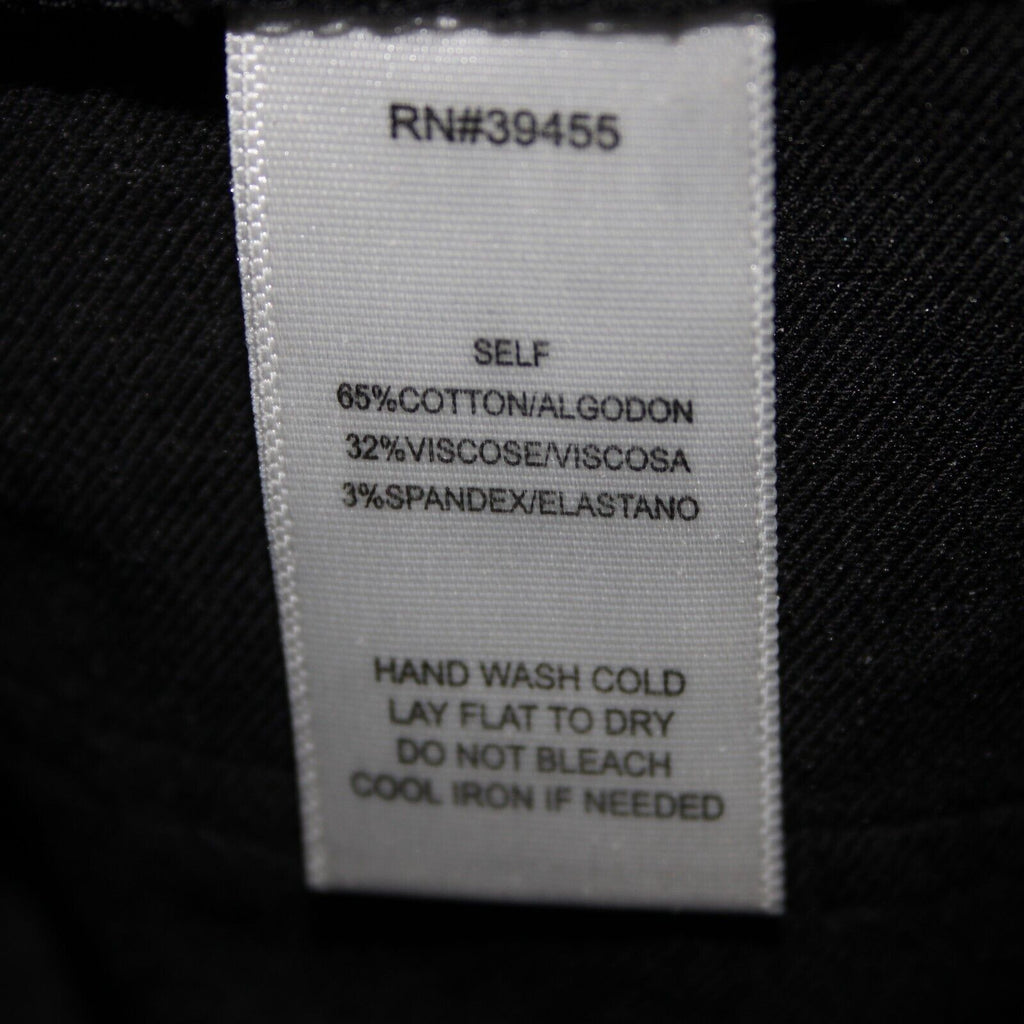 RN#39455
SELF
65%COTTON/ALGODON
32%VISCOSE/VISCOSA
3%SPANDEX/ELASTANO
HAND WASH COLD
LAY FLAT TO DRY
DO NOT BLEACH
COOL IRON IF NEEDED